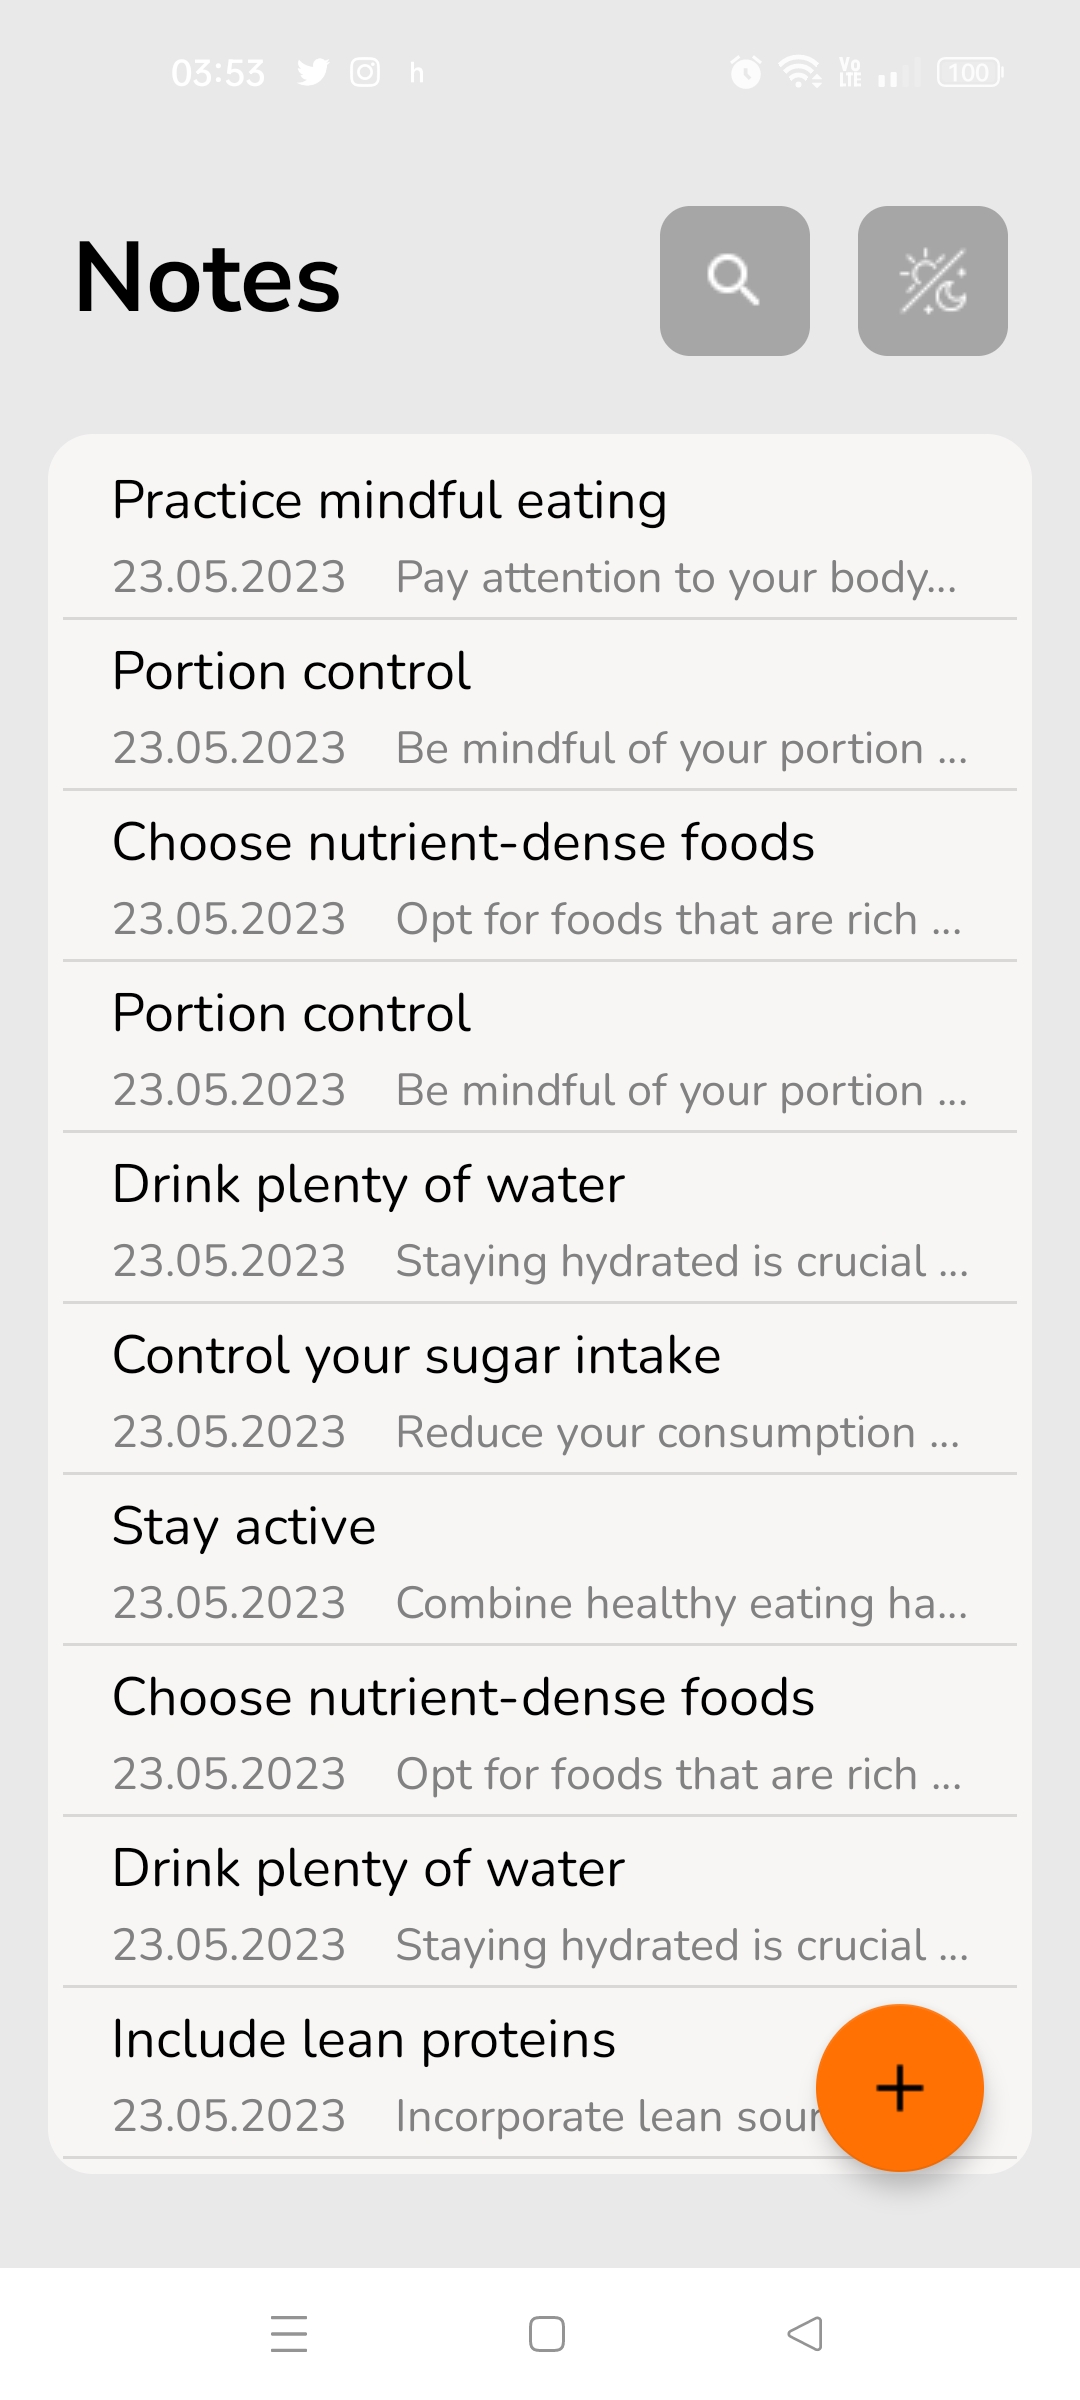 03:53 h Vo LTE 100
Notes
Practice mindful eating
23.05.2023 Pay attention to your body...
Portion control
23.05.2023 Be mindful of your portion ...
Choose nutrient-dense foods
23.05.2023 Opt for foods that are rich ...
Portion control
23.05.2023 Be mindful of your portion ...
Drink plenty of water
23.05.2023 Staying hydrated is crucial ...
Control your sugar intake
23.05.2023 Reduce your consumption ...
Stay active
23.05.2023 Combine healthy eating ha...
Choose nutrient-dense foods
23.05.2023 Opt for foods that are rich ...
Drink plenty of water
23.05.2023 Staying hydrated is crucial ...
Include lean proteins
23.05.2023 Incorporate lean